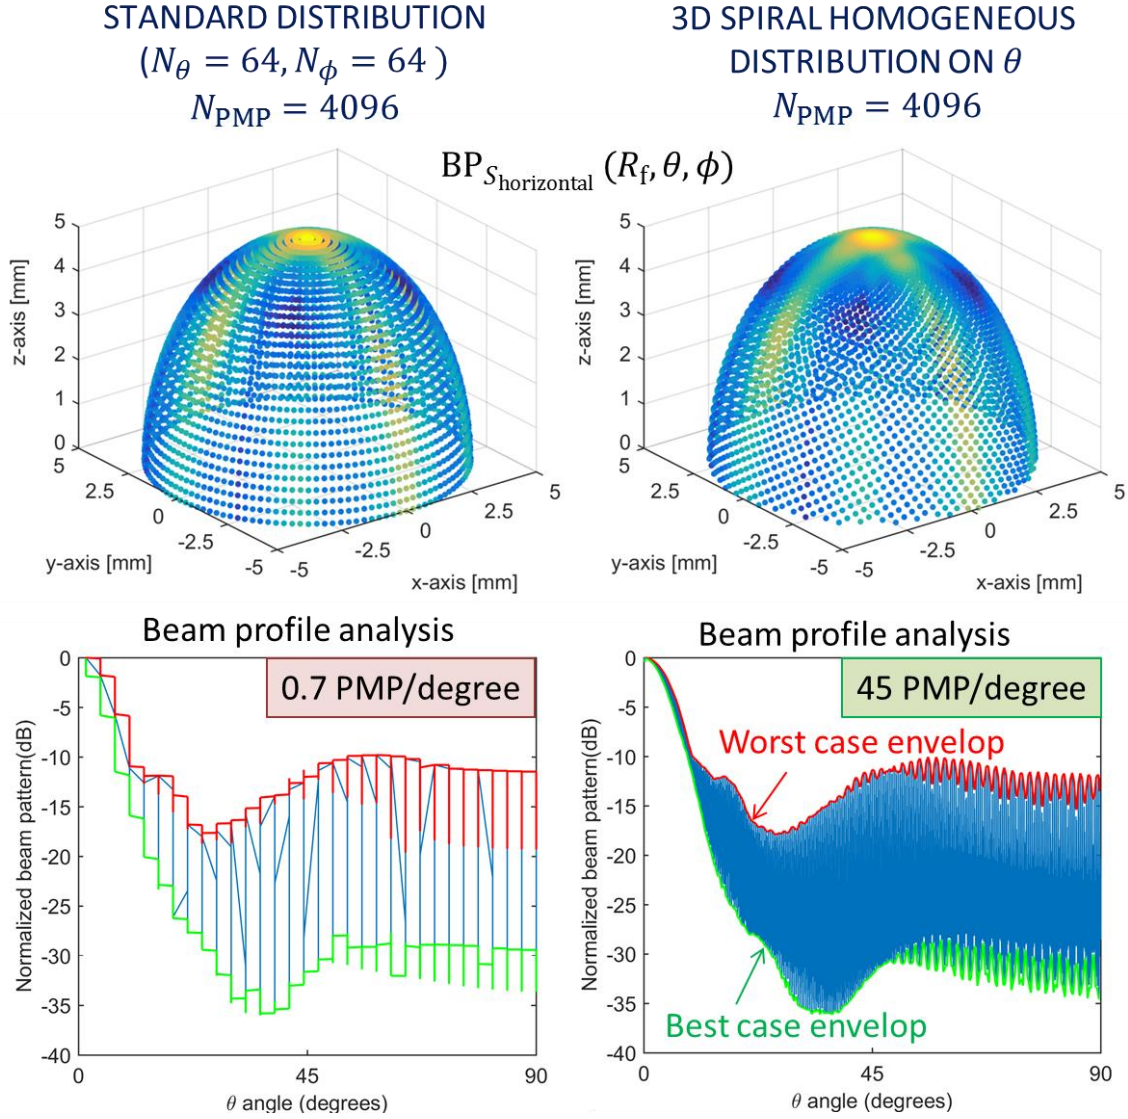 STANDARD DISTRIBUTION
(N_θ = 64, N_ϕ = 64 )
N_PMP = 4096
3D SPIRAL HOMOGENEOUS
DISTRIBUTION ON θ
N_PMP = 4096
BP_S_horizontal (R_f, θ, ϕ)
5
4
3
2
1
0
z-axis [mm]
5
2.5
0
-2.5
-5
y-axis [mm]
-5
-2.5
0
2.5
5
x-axis [mm]
5
4
3
2
1
0
z-axis [mm]
5
2.5
0
-2.5
-5
y-axis [mm]
-5
-2.5
0
2.5
5
x-axis [mm]
Beam profile analysis
0.7 PMP/degree
0
-5
-10
-15
-20
-25
-30
-35
-40
Normalized beam pattern(dB)
0
45
90
θ angle (degrees)
Beam profile analysis
45 PMP/degree
Worst case envelop
Best case envelop
0
-5
-10
-15
-20
-25
-30
-35
-40
Normalized beam pattern(dB)
0
45
90
θ angle (degrees)